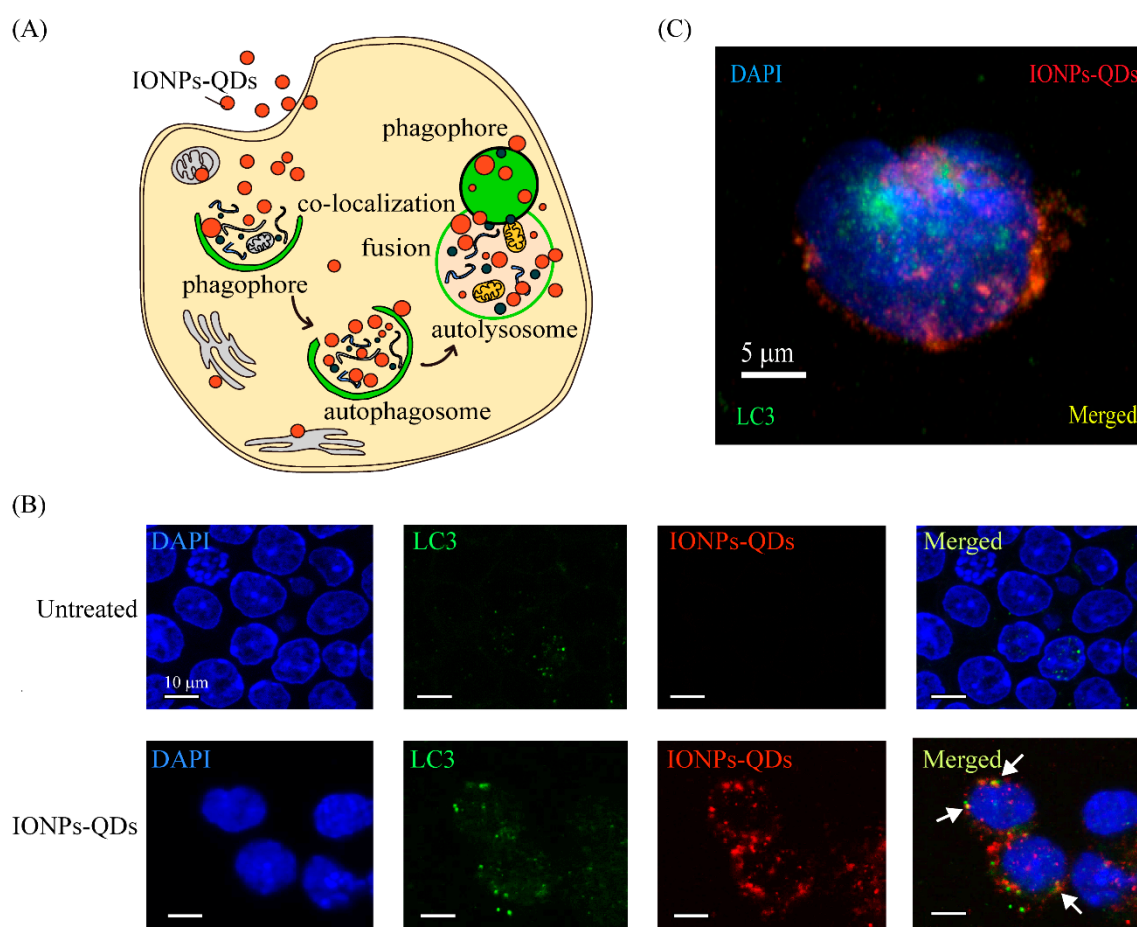 (A)
IONPs-QDs
phagophore
co-localization
fusion
phagophore
autolysosome
autophagosome
(C)
DAPI
IONPs-QDs
5 μm
LC3
Merged
(B)
DAPI
LC3
IONPs-QDs
Merged
Untreated
10 μm
DAPI
LC3
IONPs-QDs
Merged
IONPs-QDs